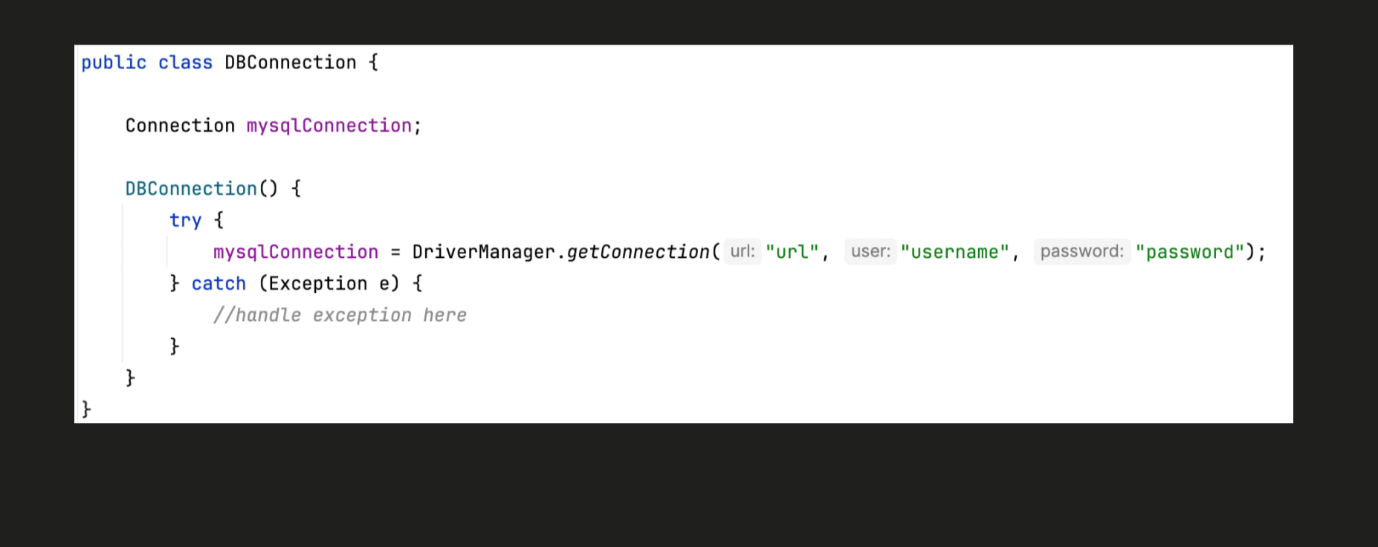 public class DBConnection {
Connection mysqlConnection;
DBConnection() {
try {
mysqlConnection = DriverManager.getConnection( url: "url", user: "username", password: "password");
} catch (Exception e) {
//handle exception here
}
}
}